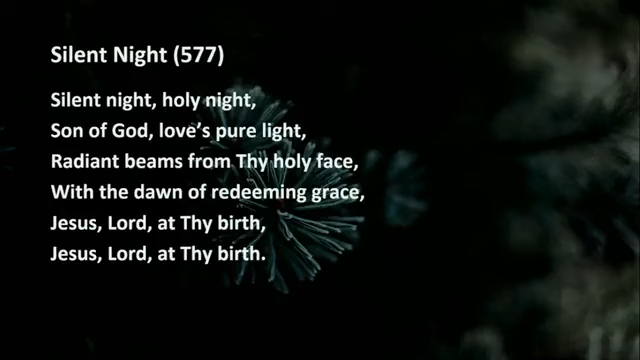 Silent Night (577)
Silent night, holy night,
Son of God, love’s pure light,
Radiant beams from Thy holy face,
With the dawn of redeeming grace,
Jesus, Lord, at Thy birth,
Jesus, Lord, at Thy birth.